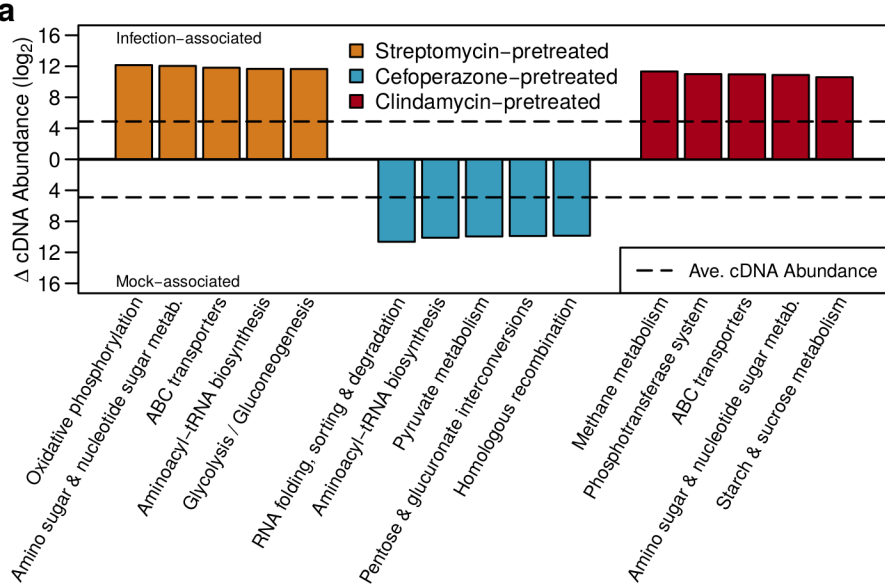 a
Δ cDNA Abundance (log2)
16
12
8
4
0
4
8
12
16
Infection−associated
Streptomycin−pretreated
Cefoperazone−pretreated
Clindamycin−pretreated
Mock−associated
Ave. cDNA Abundance
Oxidative phosphorylation
Amino sugar & nucleotide sugar metab.
ABC transporters
Aminoacyl−tRNA biosynthesis
Glycolysis / Gluconeogenesis
RNA folding, sorting & degradation
Aminoacyl−tRNA biosynthesis
Pyruvate metabolism
Pentose & glucuronate interconversions
Homologous recombination
Methane metabolism
Phosphotransferase system
ABC transporters
Amino sugar & nucleotide sugar metab.
Starch & sucrose metabolism